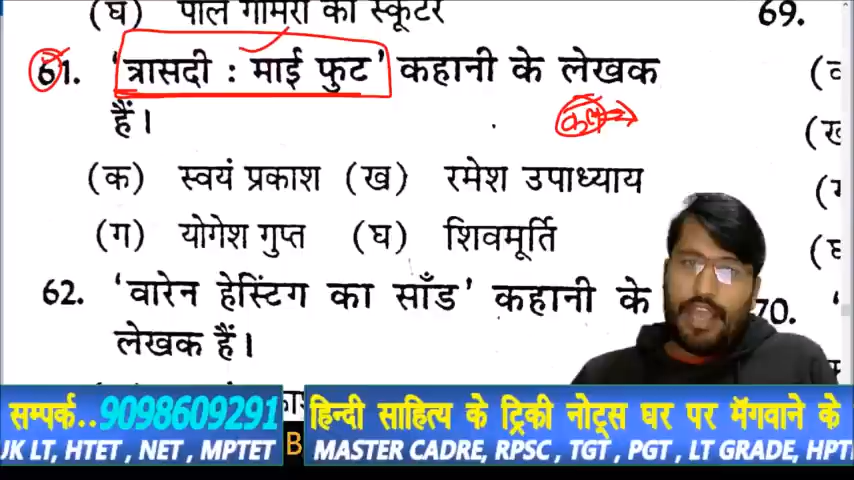 (घ) पॉल गोमरा का स्कूटर
69.
61. ‘त्रासदी : माई फुट’ कहानी के लेखक
हैं।
(क) स्वयं प्रकाश (ख) रमेश उपाध्याय
(ग) योगेश गुप्त (घ) शिवमूर्ति
62. ‘वारेन हेस्टिंग का साँड’ कहानी के
70.
लेखक हैं।
सम्पर्क..9098609291 हिन्दी साहित्य के ट्रिकी नोट्स घर पर मॅगवाने के
JK LT, HTET , NET , MPTET B MASTER CADRE, RPSC , TGT , PGT , LT GRADE, HPT